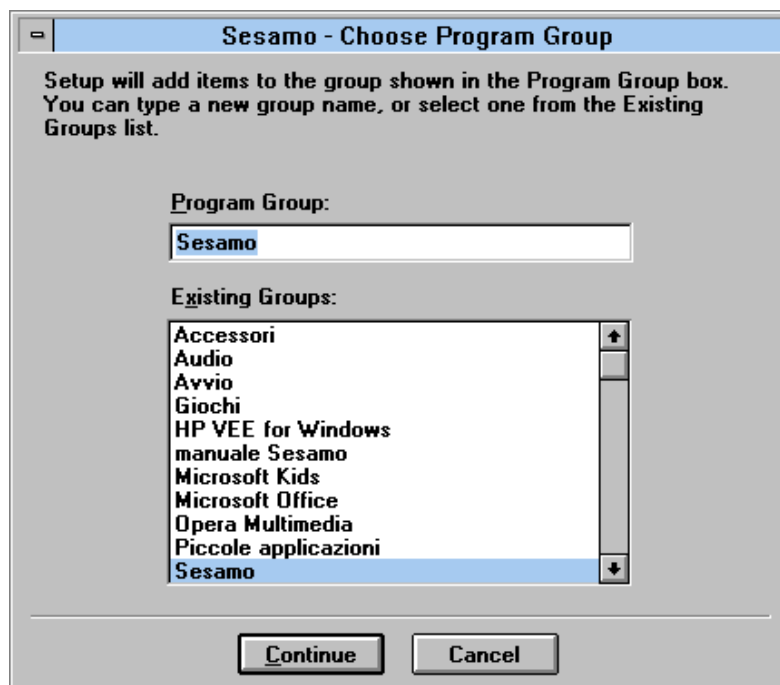 Sesamo - Choose Program Group
Setup will add items to the group shown in the Program Group box.
You can type a new group name, or select one from the Existing
Groups list.
Program Group:
Sesamo
Existing Groups:
Accessori
Audio
Avvio
Giochi
HP VEE for Windows
manuale Sesamo
Microsoft Kids
Microsoft Office
Opera Multimedia
Piccole applicazioni
Sesamo
Continue Cancel